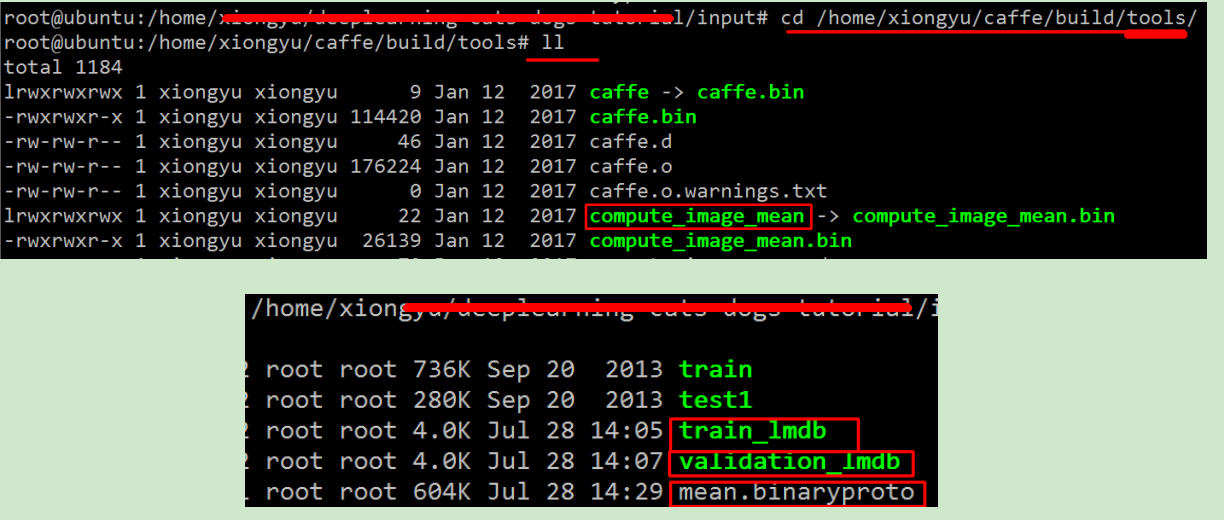 root@ubuntu:/home/xiongyu/deeplearning-cats-dogs-tutorial/input# cd /home/xiongyu/caffe/build/tools/
root@ubuntu:/home/xiongyu/caffe/build/tools# ll
total 1184
lrwxrwxrwx 1 xiongyu xiongyu 9 Jan 12 2017 caffe -> caffe.bin
-rwxrwxr-x 1 xiongyu xiongyu 114420 Jan 12 2017 caffe.bin
-rw-rw-r-- 1 xiongyu xiongyu 46 Jan 12 2017 caffe.d
-rw-rw-r-- 1 xiongyu xiongyu 176224 Jan 12 2017 caffe.o
-rw-rw-r-- 1 xiongyu xiongyu 0 Jan 12 2017 caffe.o.warnings.txt
lrwxrwxrwx 1 xiongyu xiongyu 22 Jan 12 2017 compute_image_mean -> compute_image_mean.bin
-rwxrwxr-x 1 xiongyu xiongyu 26139 Jan 12 2017 compute_image_mean.bin
/home/xiongyu/deeplearning-cats-dogs-tutorial/i
2 root root 736K Sep 20 2013 train
2 root root 280K Sep 20 2013 test1
2 root root 4.0K Jul 28 14:05 train_lmdb
2 root root 4.0K Jul 28 14:07 validation_lmdb
1 root root 604K Jul 28 14:29 mean.binaryproto